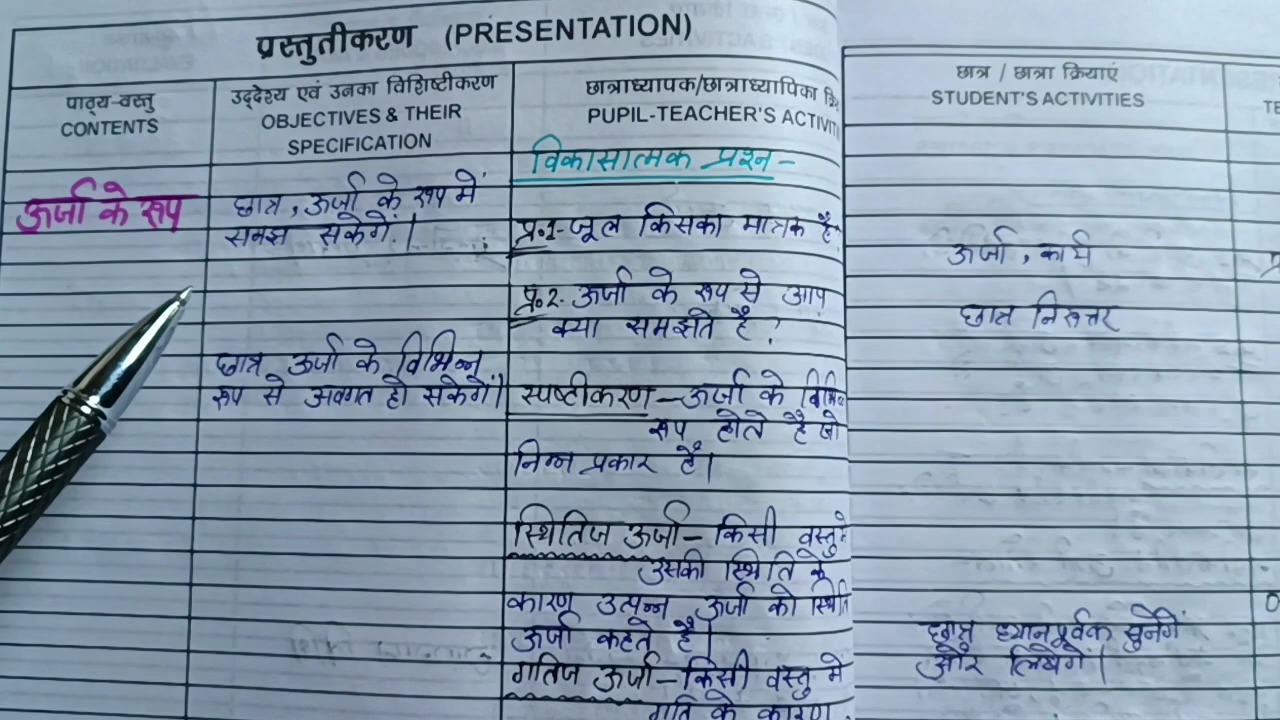 प्रस्तुतीकरण (PRESENTATION)
पाठ्य-वस्तु
CONTENTS
उद्देश्य एवं उनका विशिष्टीकरण
OBJECTIVES & THEIR
SPECIFICATION
छात्राध्यापक/छात्राध्यापिका
PUPIL-TEACHER'S
छात्र / छात्रा क्रियाएं
STUDENT'S ACTIVITIES
ऊर्जा के रूप
छात्र, ऊर्जा के रूप में
समझ सकेगें।
छात्र ऊर्जा के विभिन्न
रूप से अवगत हो सकेगें।
विकासात्मक प्रश्न-
प्र.1-जूल किसका मात्रक है
प्र.2- ऊर्जा के रूप से आप
क्या समझते है?
स्पष्टीकरण - ऊर्जा के
रूप होते है जो
निम्न प्रकार है।
स्थितिज ऊर्जा - किसी वस्तु मे
उसकी स्थिति के
कारण उत्पन्न ऊर्जा को
ऊर्जा कहते है।
गतिज ऊर्जा - किसी वस्तु मे
गति के कारण
ऊर्जा, कार्य
छात्र निरुत्तर
छात्र ध्यानपूर्वक सुनेगें
और लिखेगें।